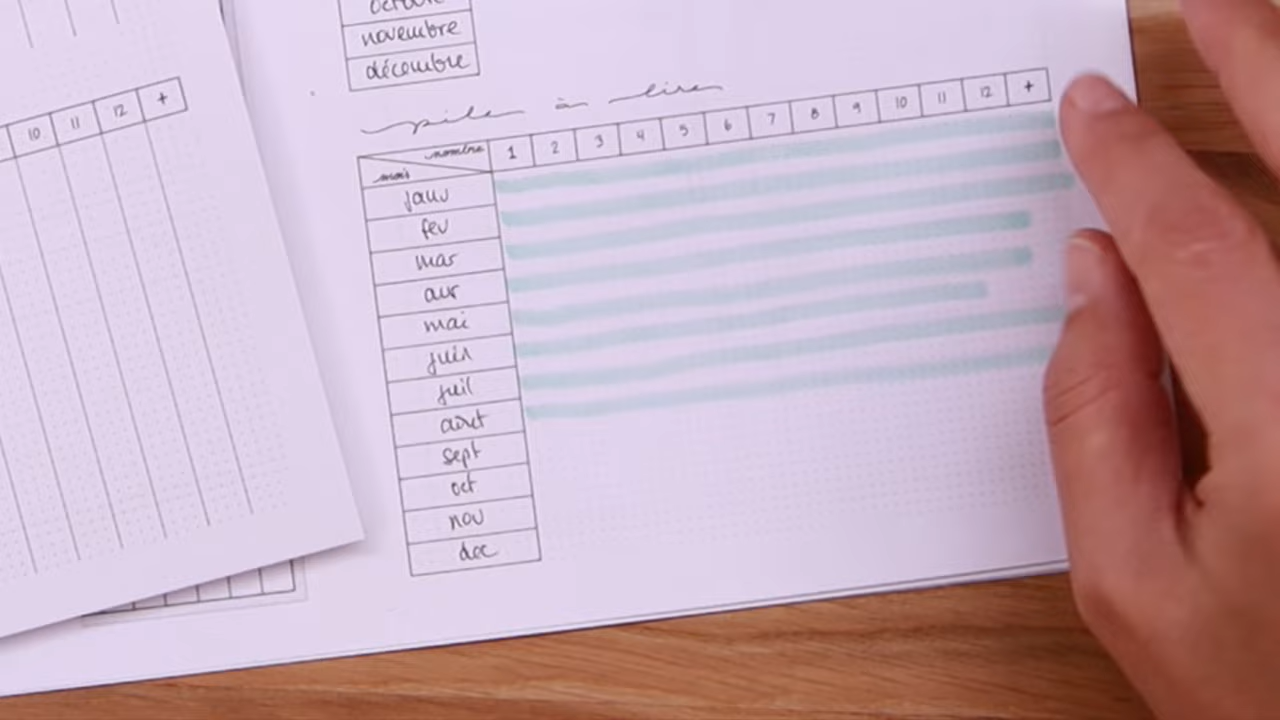 octobre
novembre
décembre
pile à lire
10 11 12 +
nombre 1 2 3 4 5 6 7 8 9 10 11 12 +
mois
janv
fev
mar
avr
mai
juin
juil
août
sept
oct
nov
dec